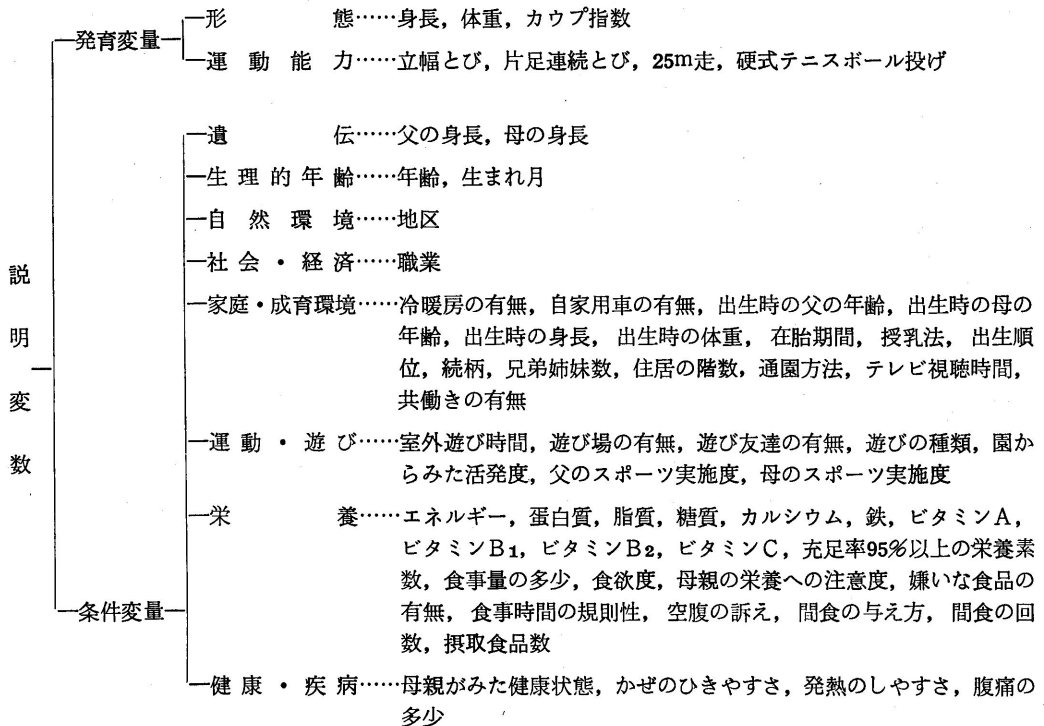 説明変数
発育変量
形態……身長，体重，カウプ指数
運動能力……立幅とび，片足連続とび，25m走，硬式テニスボール投げ
条件変量
遺伝……父の身長，母の身長
生理的年齢……年齢，生まれ月
自然環境……地区
社会・経済……職業
家庭・成育環境……冷暖房の有無，自家用車の有無，出生時の父の年齢，出生時の母の
年齢，出生時の身長，出生時の体重，在胎期間，授乳法，出生順
位，続柄，兄弟姉妹数，住居の階数，通園方法，テレビ視聴時間，
共働きの有無
運動・遊び……室外遊び時間，遊び場の有無，遊び友達の有無，遊びの種類，園か
らみた活発度，父のスポーツ実施度，母のスポーツ実施度
栄養……エネルギー，蛋白質，脂質，糖質，カルシウム，鉄，ビタミンA，
ビタミンB1，ビタミンB2，ビタミンC，充足率95%以上の栄養素
数，食事量の多少，食欲度，母親の栄養への注意度，嫌いな食品の
有無，食事時間の規則性，空腹の訴え，間食の与え方，間食の回
数，摂取食品数
健康・疾病……母親がみた健康状態，かぜのひきやすさ，発熱のしやすさ，腹痛の
多少